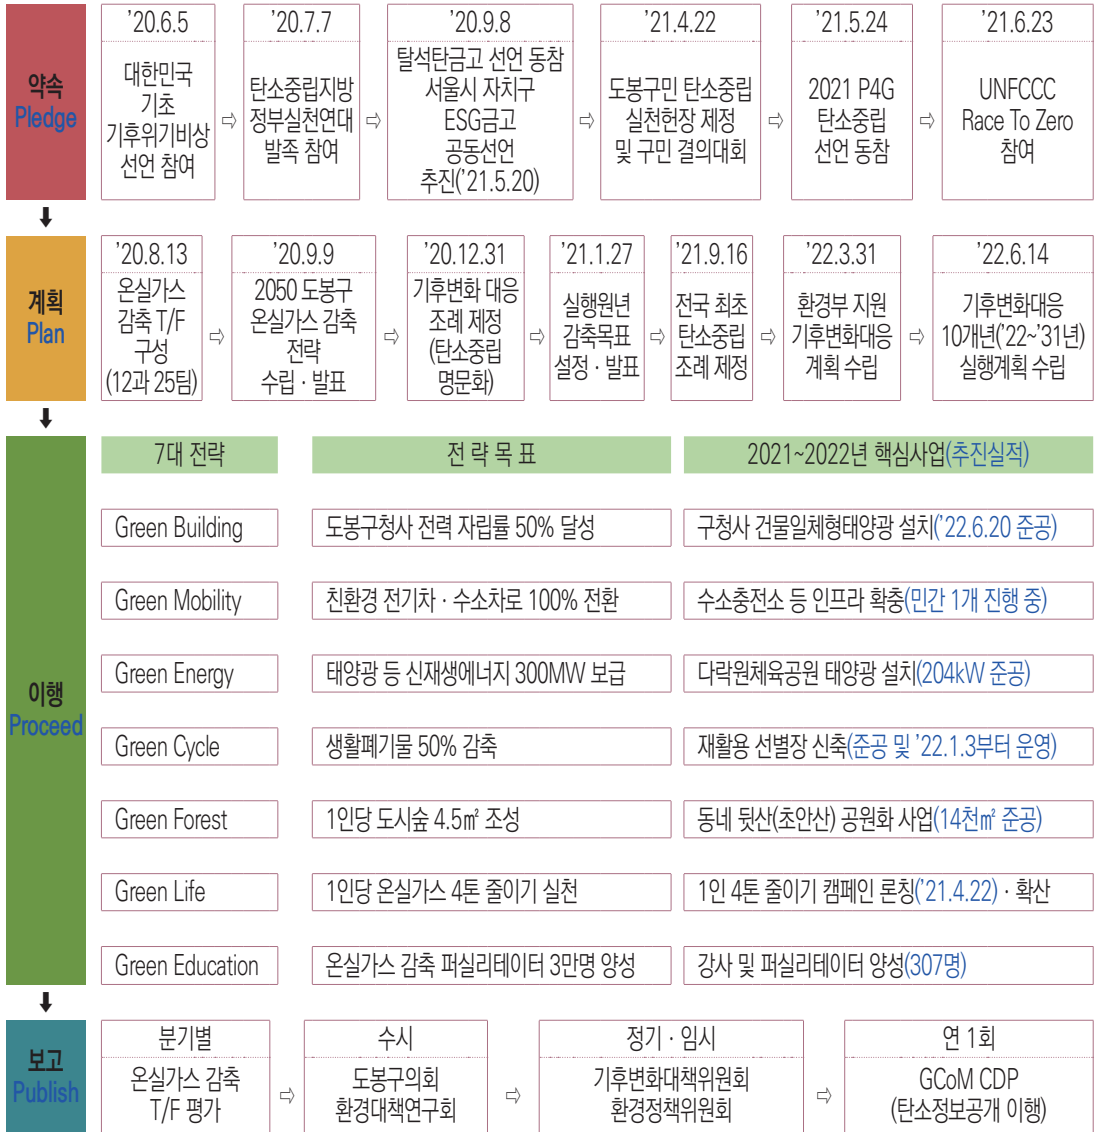 약속
Pledge
’20.6.5
대한민국
기초
기후위기비상
선언 참여
⇨
’20.7.7
탄소중립지방
정부실천연대
발족 참여
⇨
’20.9.8
탈석탄금고 선언 동참
서울시 자치구
ESG금고
공동선언
추진(’21.5.20)
⇨
’21.4.22
도봉구민 탄소중립
실천헌장 제정
및 구민 결의대회
⇨
’21.5.24
2021 P4G
탄소중립
선언 동참
⇨
’21.6.23
UNFCCC
Race To Zero
참여
계획
Plan
’20.8.13
온실가스
감축 T/F
구성
(12과 25팀)
⇨
’20.9.9
2050 도봉구
온실가스 감축
전략
수립 · 발표
⇨
’20.12.31
기후변화 대응
조례 제정
(탄소중립
명문화)
⇨
’21.1.27
실행원년
감축목표
설정 · 발표
⇨
’21.9.16
전국 최초
탄소중립
조례 제정
⇨
’22.3.31
환경부 지원
기후변화대응
계획 수립
⇨
’22.6.14
기후변화대응
10개년(’22~’31년)
실행계획 수립
이행
Proceed
7대 전략
전 략 목 표
2021~2022년 핵심사업(추진실적)
Green Building
도봉구청사 전력 자립률 50% 달성
구청사 건물일체형태양광 설치(’22.6.20 준공)
Green Mobility
친환경 전기차 · 수소차로 100% 전환
수소충전소 등 인프라 확충(민간 1개 진행 중)
Green Energy
태양광 등 신재생에너지 300MW 보급
다락원체육공원 태양광 설치(204kW 준공)
Green Cycle
생활폐기물 50% 감축
재활용 선별장 신축(준공 및 ’22.1.3부터 운영)
Green Forest
1인당 도시숲 4.5㎡ 조성
동네 뒷산(초안산) 공원화 사업(14천㎡ 준공)
Green Life
1인당 온실가스 4톤 줄이기 실천
1인 4톤 줄이기 캠페인 론칭(’21.4.22) · 확산
Green Education
온실가스 감축 퍼실리테이터 3만명 양성
강사 및 퍼실리테이터 양성(307명)
보고
Publish
분기별
온실가스 감축
T/F 평가
⇨
수시
도봉구의회
환경대책연구회
⇨
정기 · 임시
기후변화대책위원회
환경정책위원회
⇨
연 1회
GCoM CDP
(탄소정보공개 이행)